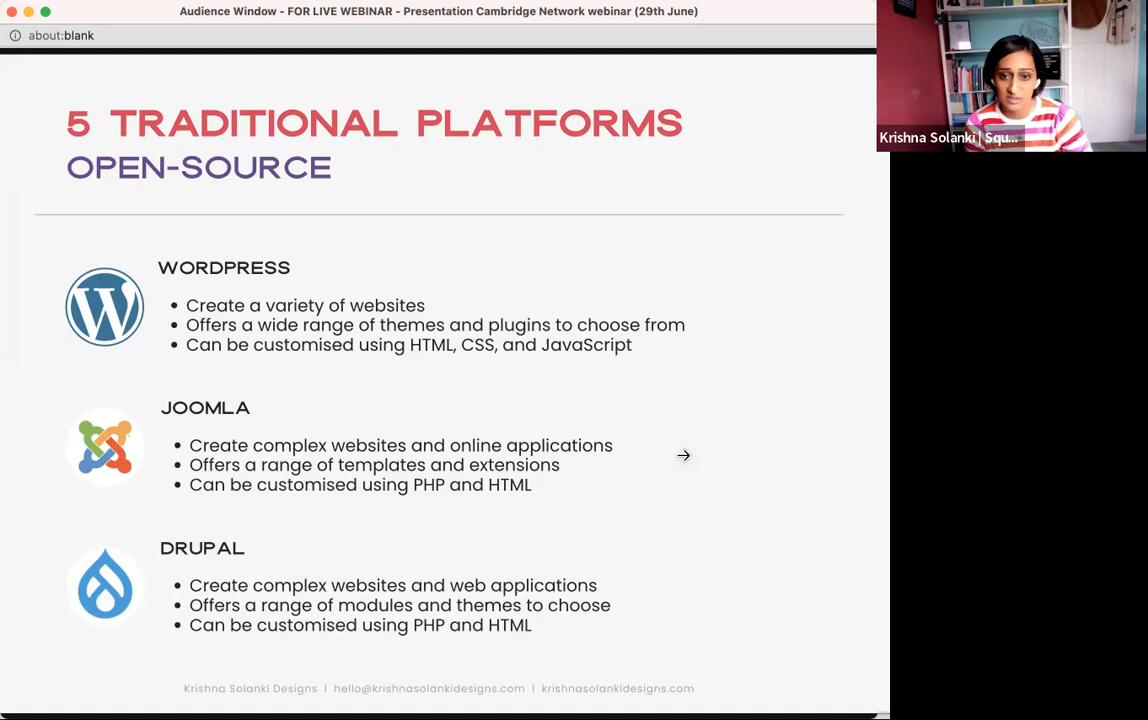 Audience Window - FOR LIVE WEBINAR - Presentation Cambridge Network webinar (29th June)
about:blank
Krishna Solanki | Squ...
5 TRADITIONAL PLATFORMS
OPEN-SOURCE
WORDPRESS
• Create a variety of websites
• Offers a wide range of themes and plugins to choose from
• Can be customised using HTML, CSS, and JavaScript
JOOMLA
• Create complex websites and online applications
• Offers a range of templates and extensions
• Can be customised using PHP and HTML
DRUPAL
• Create complex websites and web applications
• Offers a range of modules and themes to choose
• Can be customised using PHP and HTML
Krishna Solanki Designs | hello@krishnasolankidesigns.com | krishnasolankidesigns.com